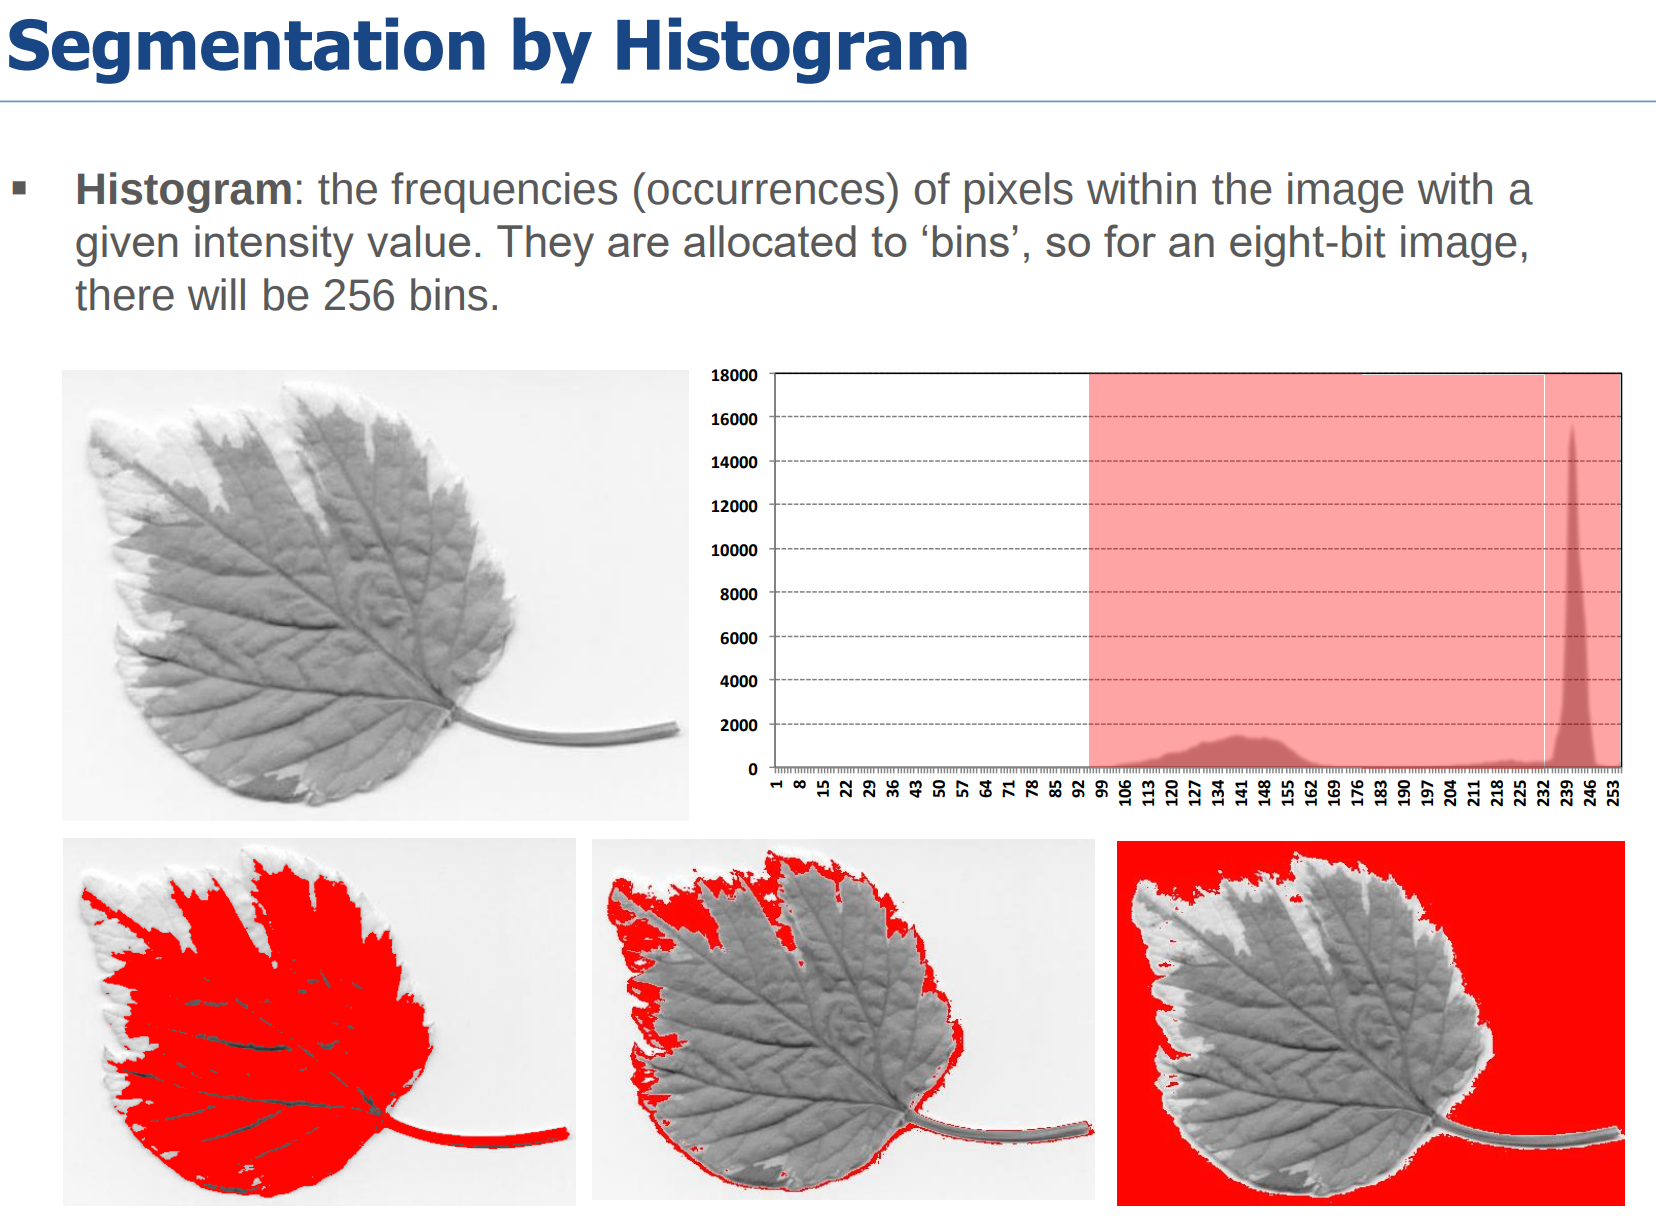 Segmentation by Histogram
▪ Histogram: the frequencies (occurrences) of pixels within the image with a
given intensity value. They are allocated to ‘bins’, so for an eight-bit image,
there will be 256 bins.
18000
16000
14000
12000
10000
8000
6000
4000
2000
0
1 8 15 22 29 36 43 50 57 64 71 78 85 92 99 106 113 120 127 134 141 148 155 162 169 176 183 190 197 204 211 218 225 232 239 246 253